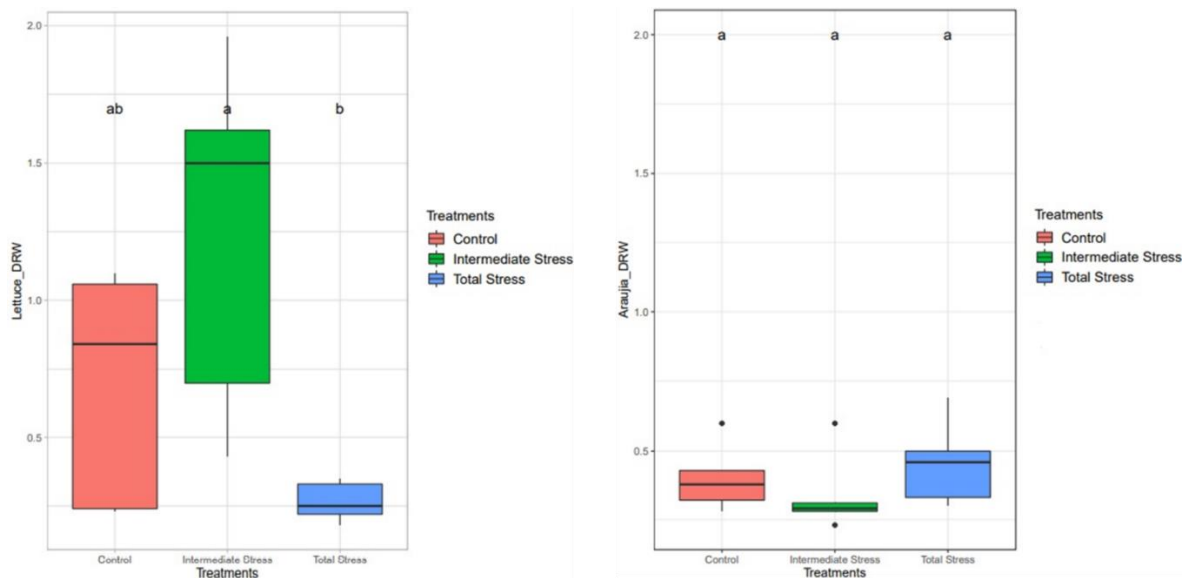 2.0
ab
a
b
1.5
1.0
0.5
Lettuce_DRW
Control
Intermediate Stress
Total Stress
Treatments
Treatments
Control
Intermediate Stress
Total Stress
2.0
a
a
a
1.5
1.0
0.5
Araujia_DRW
Control
Intermediate Stress
Total Stress
Treatments
Treatments
Control
Intermediate Stress
Total Stress